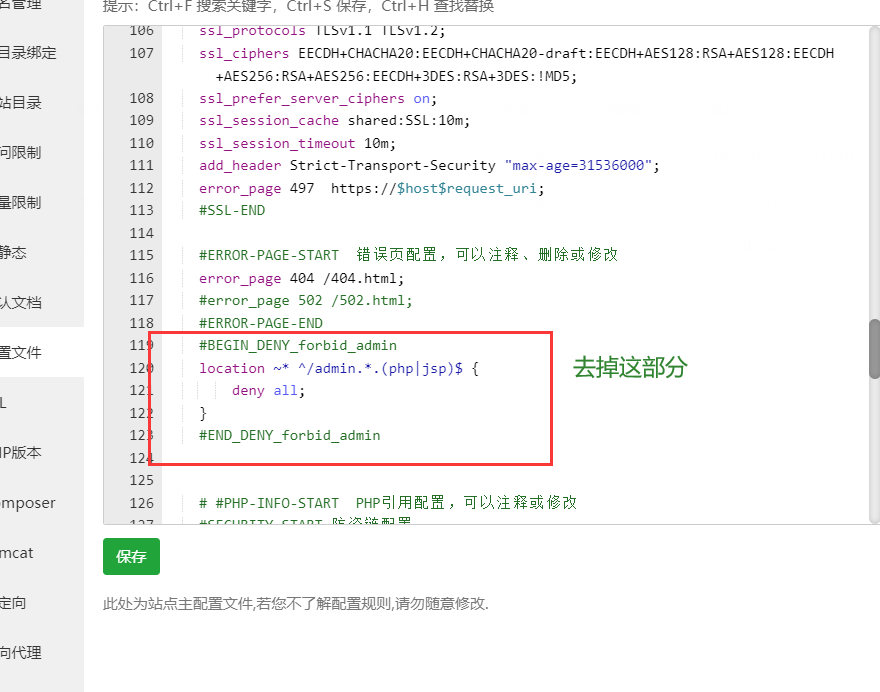 提示：Ctrl+F 搜索关键字，Ctrl+S 保存，Ctrl+H 查找替换
名管理
目录绑定
站目录
问限制
量限制
静态
认文档
置文件
L
HP版本
omposer
mcat
定向
向代理
106 ssl_protocols TLSv1.1 TLSv1.2;
107 ssl_ciphers EECDH+CHACHA20:EECDH+CHACHA20-draft:EECDH+AES128:RSA+AES128:EECDH
+AES256:RSA+AES256:EECDH+3DES:RSA+3DES:!MD5;
108 ssl_prefer_server_ciphers on;
109 ssl_session_cache shared:SSL:10m;
110 ssl_session_timeout 10m;
111 add_header Strict-Transport-Security "max-age=31536000";
112 error_page 497  https://$host$request_uri;
113 #SSL-END
114
115 #ERROR-PAGE-START  错误页配置，可以注释、删除或修改
116 error_page 404 /404.html;
117 #error_page 502 /502.html;
118 #ERROR-PAGE-END
119 #BEGIN_DENY_forbid_admin
120 location ~* ^/admin.*.(php|jsp)$ {
121 deny all;
122 }
123 #END_DENY_forbid_admin
124
125
126 # #PHP-INFO-START  PHP引用配置，可以注释或修改
127 #SECURITY-START 防盗链配置
去掉这部分
保存
此处为站点主配置文件,若您不了解配置规则,请勿随意修改.